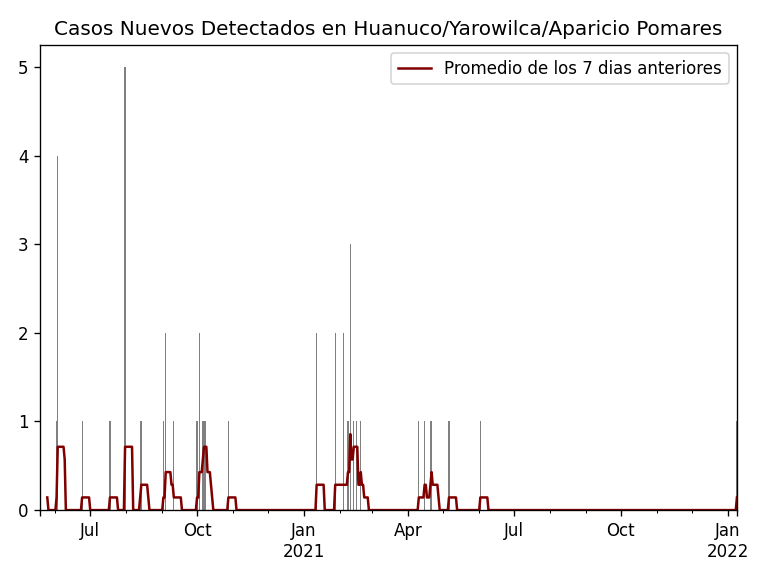 Casos Nuevos Detectados en Huanuco/Yarowilca/Aparicio Pomares
Promedio de los 7 dias anteriores
5
4
3
2
1
0
Jul Oct Jan Apr Jul Oct Jan
2021 2022